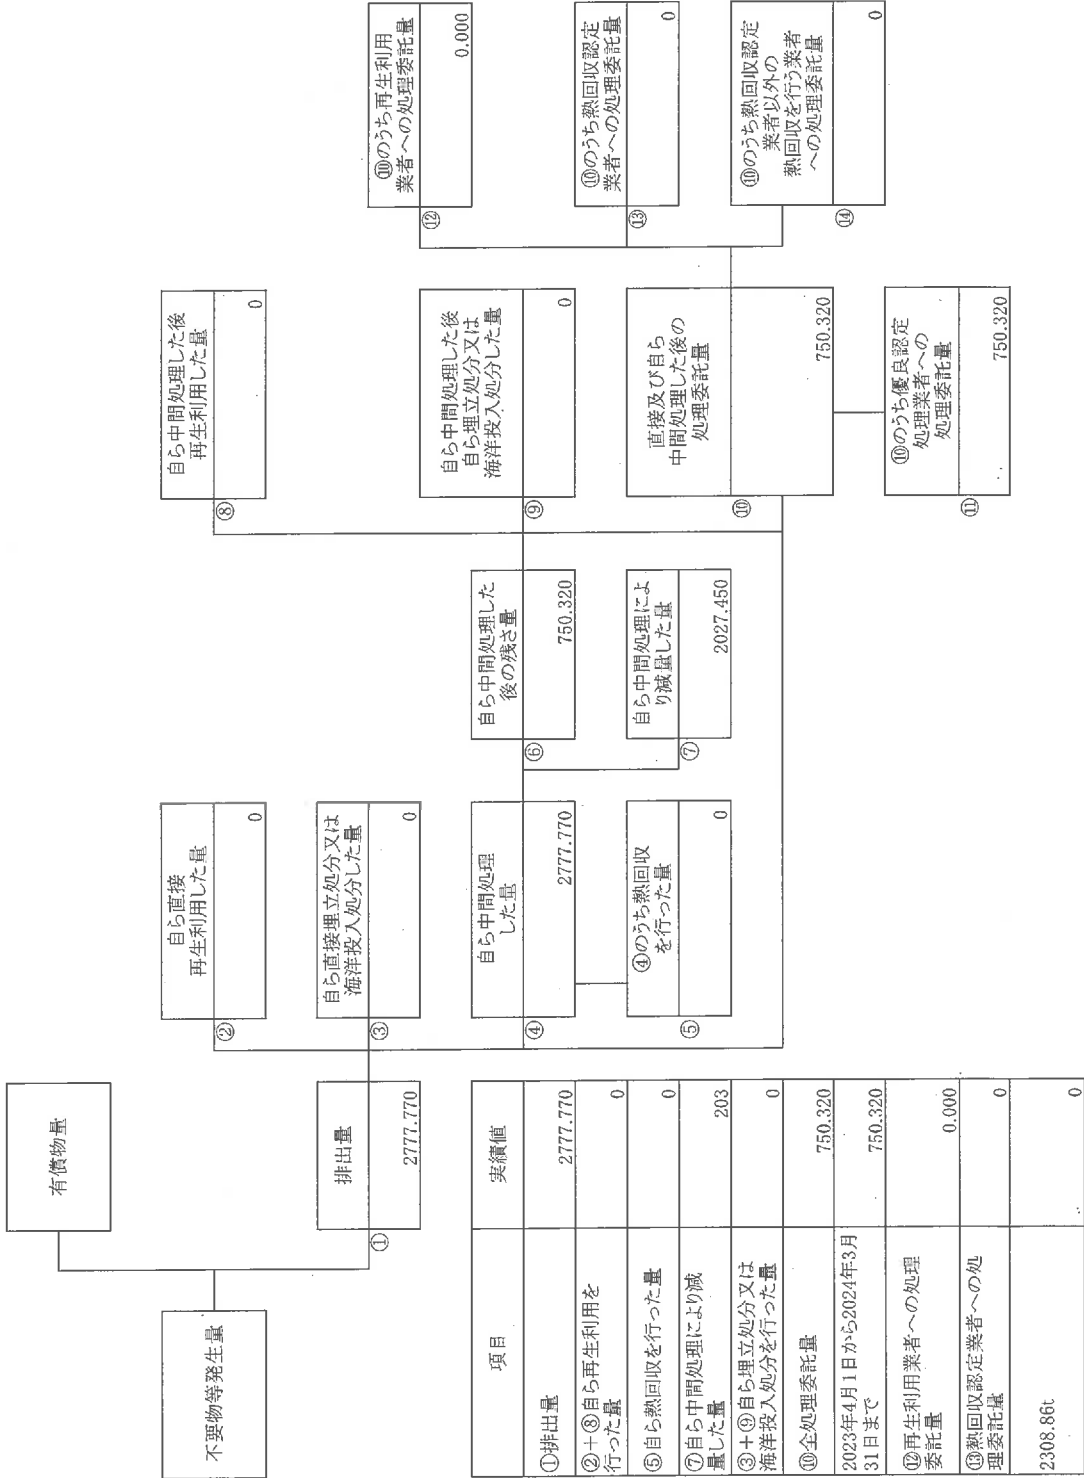 不要物等発生量
有償物量
排出量
①
2777.770
自ら直接
再生利用した量
②
0
自ら直接埋立処分又は
海洋投入処分した量
③
0
自ら中間処理
した量
④
2777.770
④のうち熱回収
を行った量
⑤
0
自ら中間処理した
後の残さ量
⑥
750.320
自ら中間処理によ
り減量した量
⑦
2027.450
自ら中間処理した後
再生利用した量
⑧
0
自ら中間処理した後
自ら埋立処分又は
海洋投入処分した量
⑨
0
直接及び自ら
中間処理した後の
処理委託量
⑩
750.320
⑩のうち優良認定
処理業者への
処理委託量
⑪
750.320
⑩のうち再生利用
業者への処理委託量
⑫
0.000
⑩のうち熱回収認定
業者への処理委託量
⑬
0
⑩のうち熱回収認定
業者以外の
熱回収を行う業者
への処理委託量
⑭
0
項目
実績値
①排出量
2777.770
②+⑧自ら再生利用を
行った量
0
⑤自ら熱回収を行った量
0
⑦自ら中間処理により減
量した量
203
③+⑨自ら埋立処分又は
海洋投入処分を行った量
0
⑩全処理委託量
750.320
2023年4月1日から2024年3月
31日まで
750.320
⑫再生利用業者への処理
委託量
0.000
⑬熱回収認定業者への処
理委託量
0
2308.86t
0